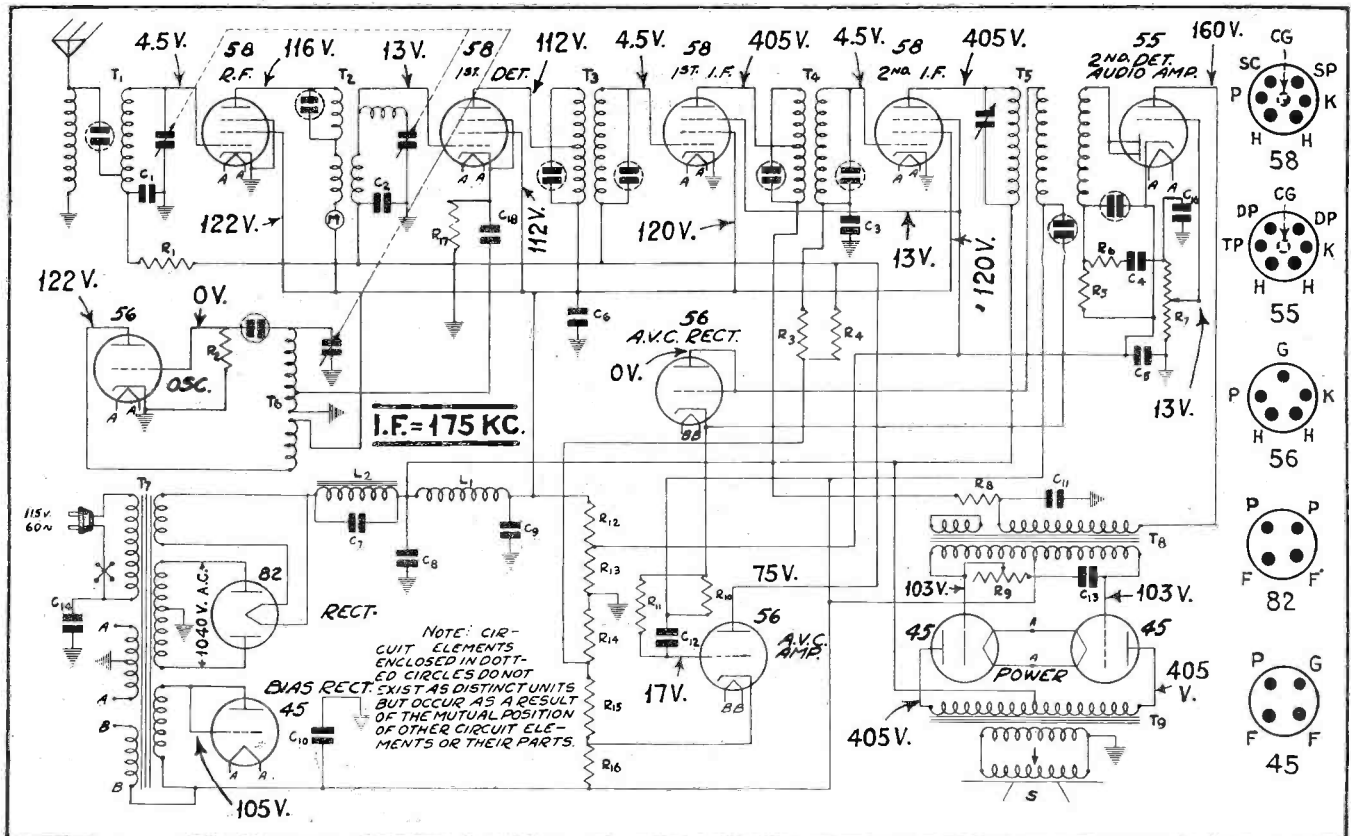 4.5 V.
58
R.F.
116 V.
T2
13 V.
58
1ST. DET.
112 V.
T3
4.5 V.
58
1ST. I.F.
405 V.
T4
4.5 V.
58
2ND. I.F.
405 V.
T5
55
2ND. DET.
AUDIO AMP.
160 V.
T1
C1
A A
122 V.
M
C2
A A
R17
C18
112 V.
A A
120 V.
A A
C3
13 V.
120 V.
A A
C16
R6
C4
R5
R7
C5
13 V.
R1
122 V.
56
0 V.
R2
OSC.
A A
T6
I.F. = 175 KC.
C6
56
A.V.C. RECT.
0 V.
BB
R3
R4
T7
115 V.
60~
C14
A
A
B
B
1040 V. A.C.
82
RECT.
L2
C7
L1
C8
C9
R12
R13
R14
R15
R16
BIAS RECT.
45
A A
105 V.
C10
NOTE: CIR-
CUIT ELEMENTS
ENCLOSED IN DOTT-
ED CIRCLES DO NOT
EXIST AS DISTINCT UNITS
BUT OCCUR AS A RESULT
OF THE MUTUAL POSITION
OF OTHER CIRCUIT ELE-
MENTS OR THEIR PARTS.
R11
R10
C12
75 V.
56
A.V.C.
AMP.
17 V.
BB
R8
C11
T8
103 V.
R9
C13
103 V.
45
A
A
POWER
45
405 V.
405
V.
T9
S
CG
SC
SP
P
K
H
H
58
CG
DP
DP
TP
K
H
H
55
G
P
K
H
H
56
P
P
F
F
82
P
G
F
F
45